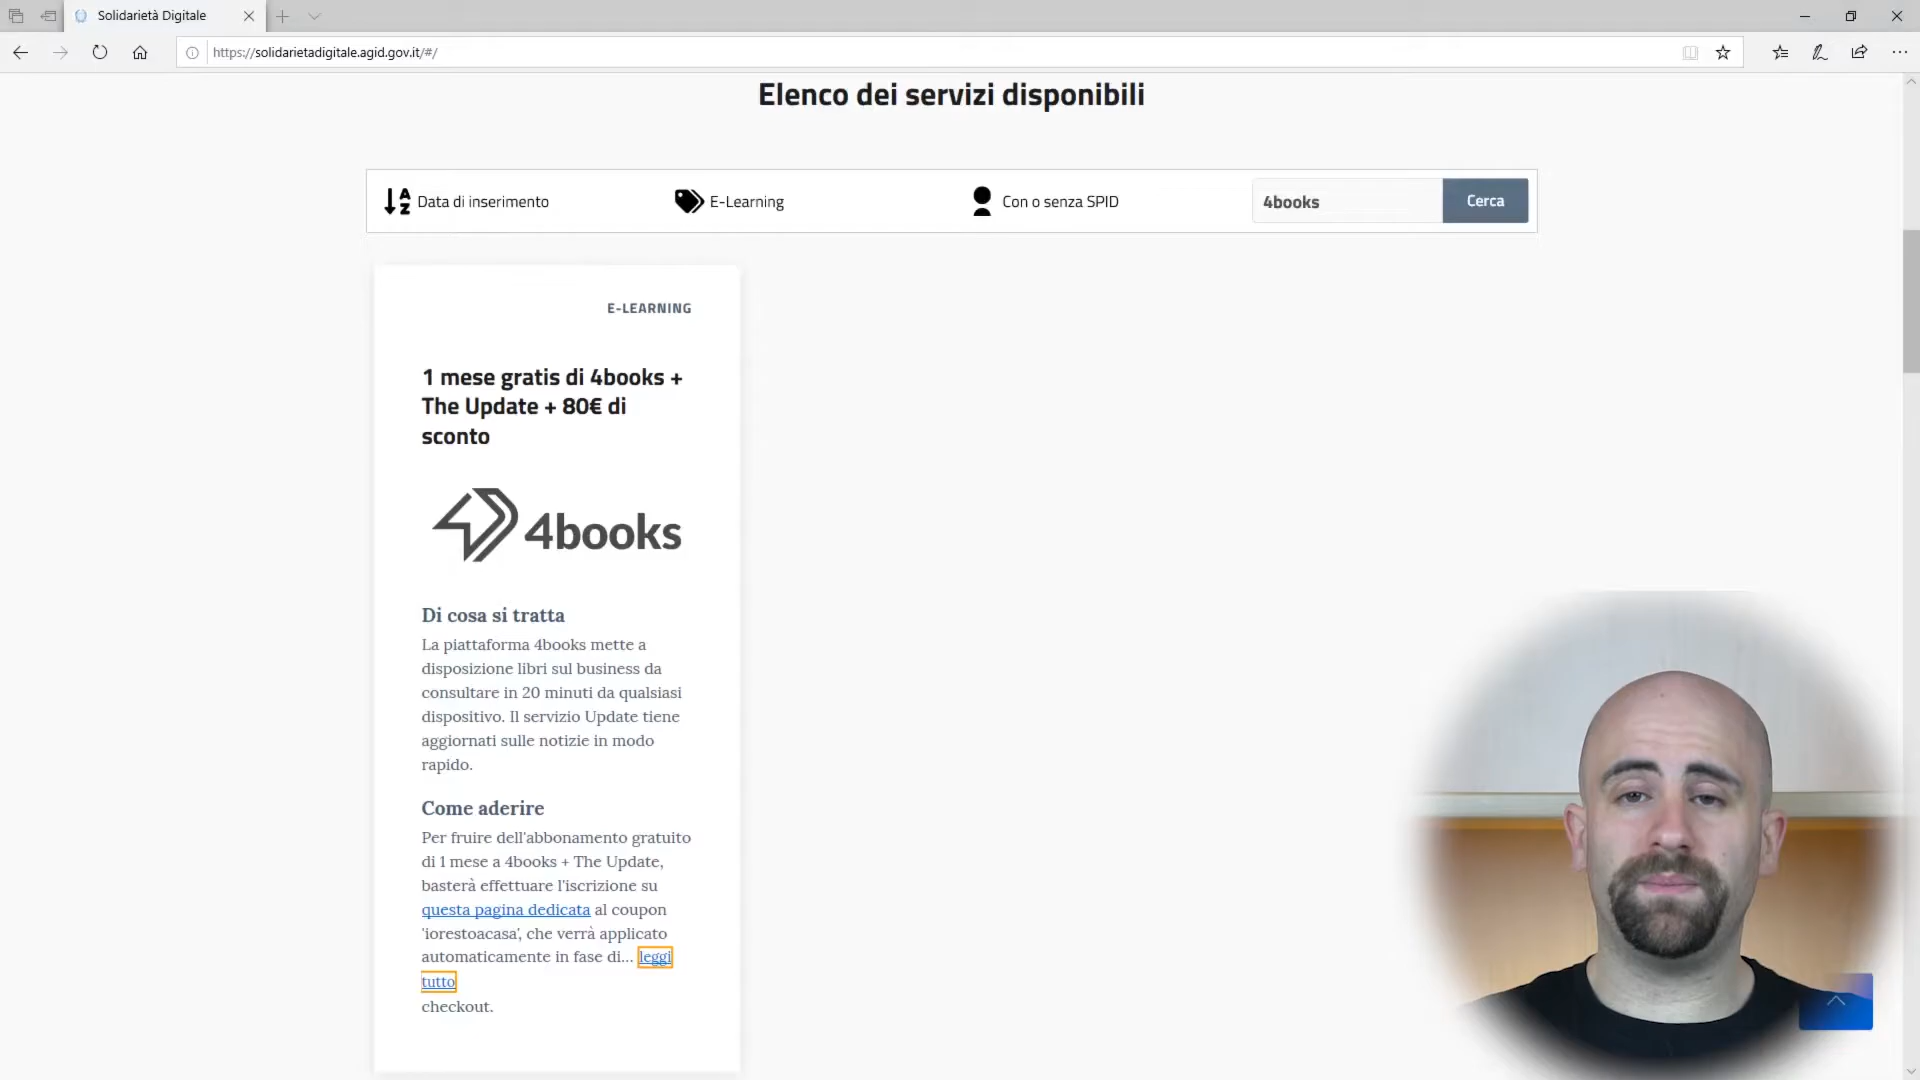 Solidarietà Digitale
https://solidarietadigitale.agid.gov.it/#/
Elenco dei servizi disponibili
Data di inserimento
E-Learning
Con o senza SPID
4books
Cerca
E-LEARNING
1 mese gratis di 4books +
The Update + 80€ di
sconto
4books
Di cosa si tratta
La piattaforma 4books mette a
disposizione libri sul business da
consultare in 20 minuti da qualsiasi
dispositivo. Il servizio Update tiene
aggiornati sulle notizie in modo
rapido.
Come aderire
Per fruire dell'abbonamento gratuito
di 1 mese a 4books + The Update,
basterà effettuare l'iscrizione su
questa pagina dedicata al coupon
'iorestoacasa', che verrà applicato
automaticamente in fase di... leggi
tutto
checkout.